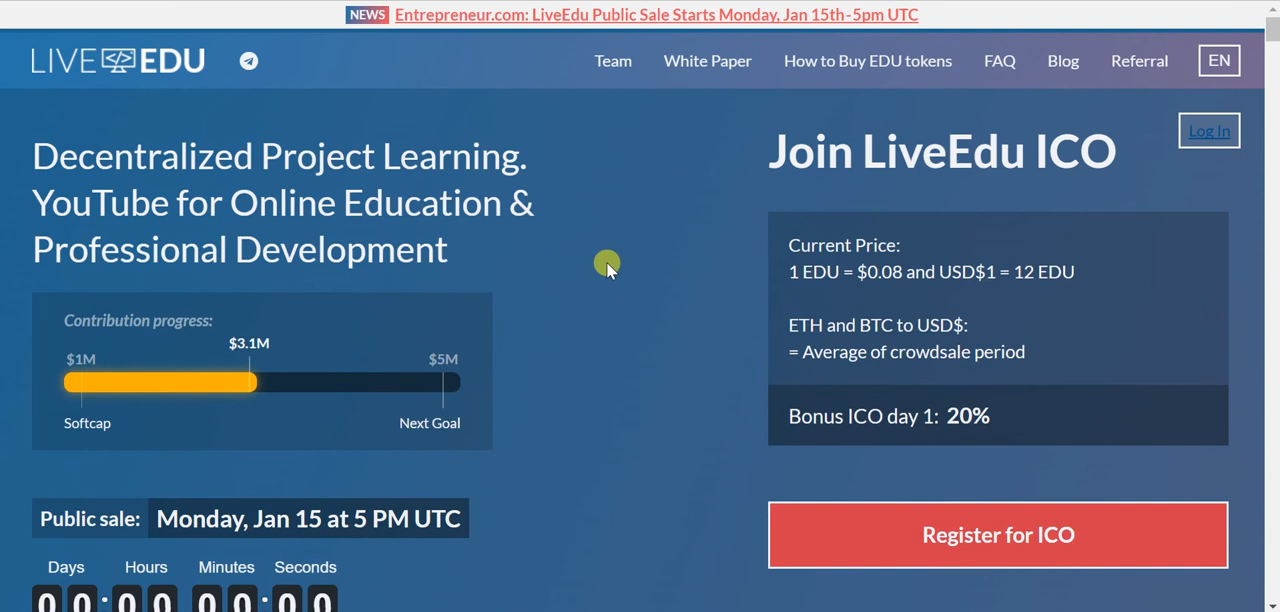 NEWS Entrepreneur.com: LiveEdu Public Sale Starts Monday, Jan 15th-5pm UTC
LIVE </> EDU
Team White Paper How to Buy EDU tokens FAQ Blog Referral EN
Log In
Decentralized Project Learning.
YouTube for Online Education &
Professional Development
Contribution progress:
$3.1M
$1M $5M
Softcap Next Goal
Public sale: Monday, Jan 15 at 5 PM UTC
Days Hours Minutes Seconds
00:00 00:00
Join LiveEdu ICO
Current Price:
1 EDU = $0.08 and USD$1 = 12 EDU
ETH and BTC to USD$:
= Average of crowdsale period
Bonus ICO day 1: 20%
Register for ICO